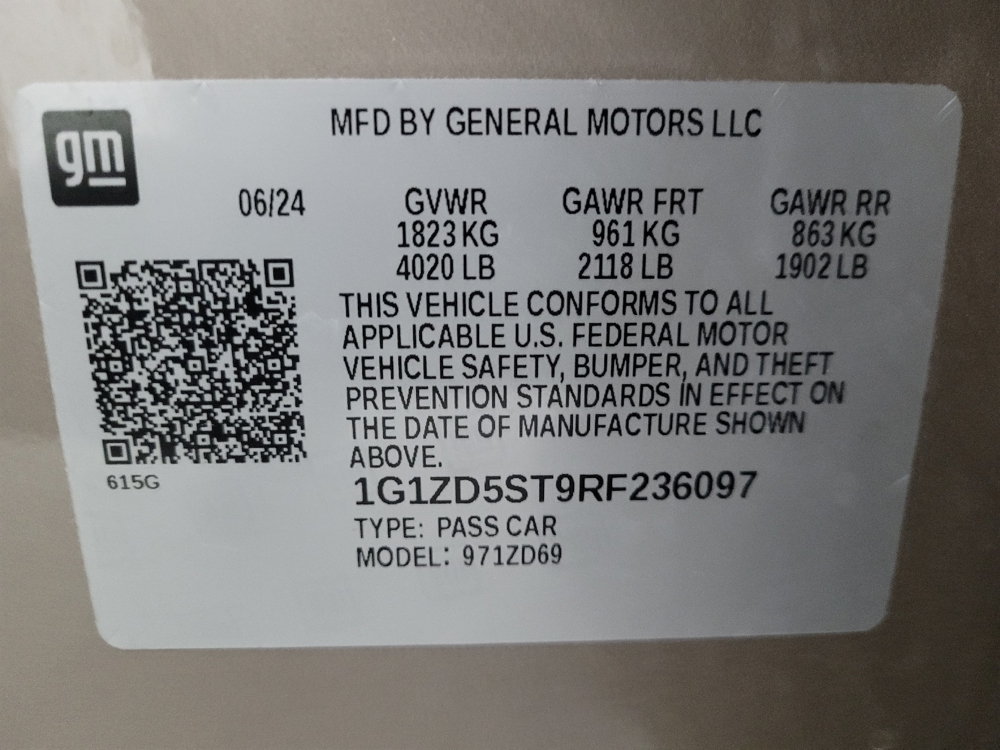 gm
MFD BY GENERAL MOTORS LLC
06/24 GVWR GAWR FRT GAWR RR
1823 KG 961 KG 863 KG
4020 LB 2118 LB 1902 LB
THIS VEHICLE CONFORMS TO ALL
APPLICABLE U.S. FEDERAL MOTOR
VEHICLE SAFETY, BUMPER, AND THEFT
PREVENTION STANDARDS IN EFFECT ON
THE DATE OF MANUFACTURE SHOWN
ABOVE.
615G
1G1ZD5ST9RF236097
TYPE: PASS CAR
MODEL: 971ZD69